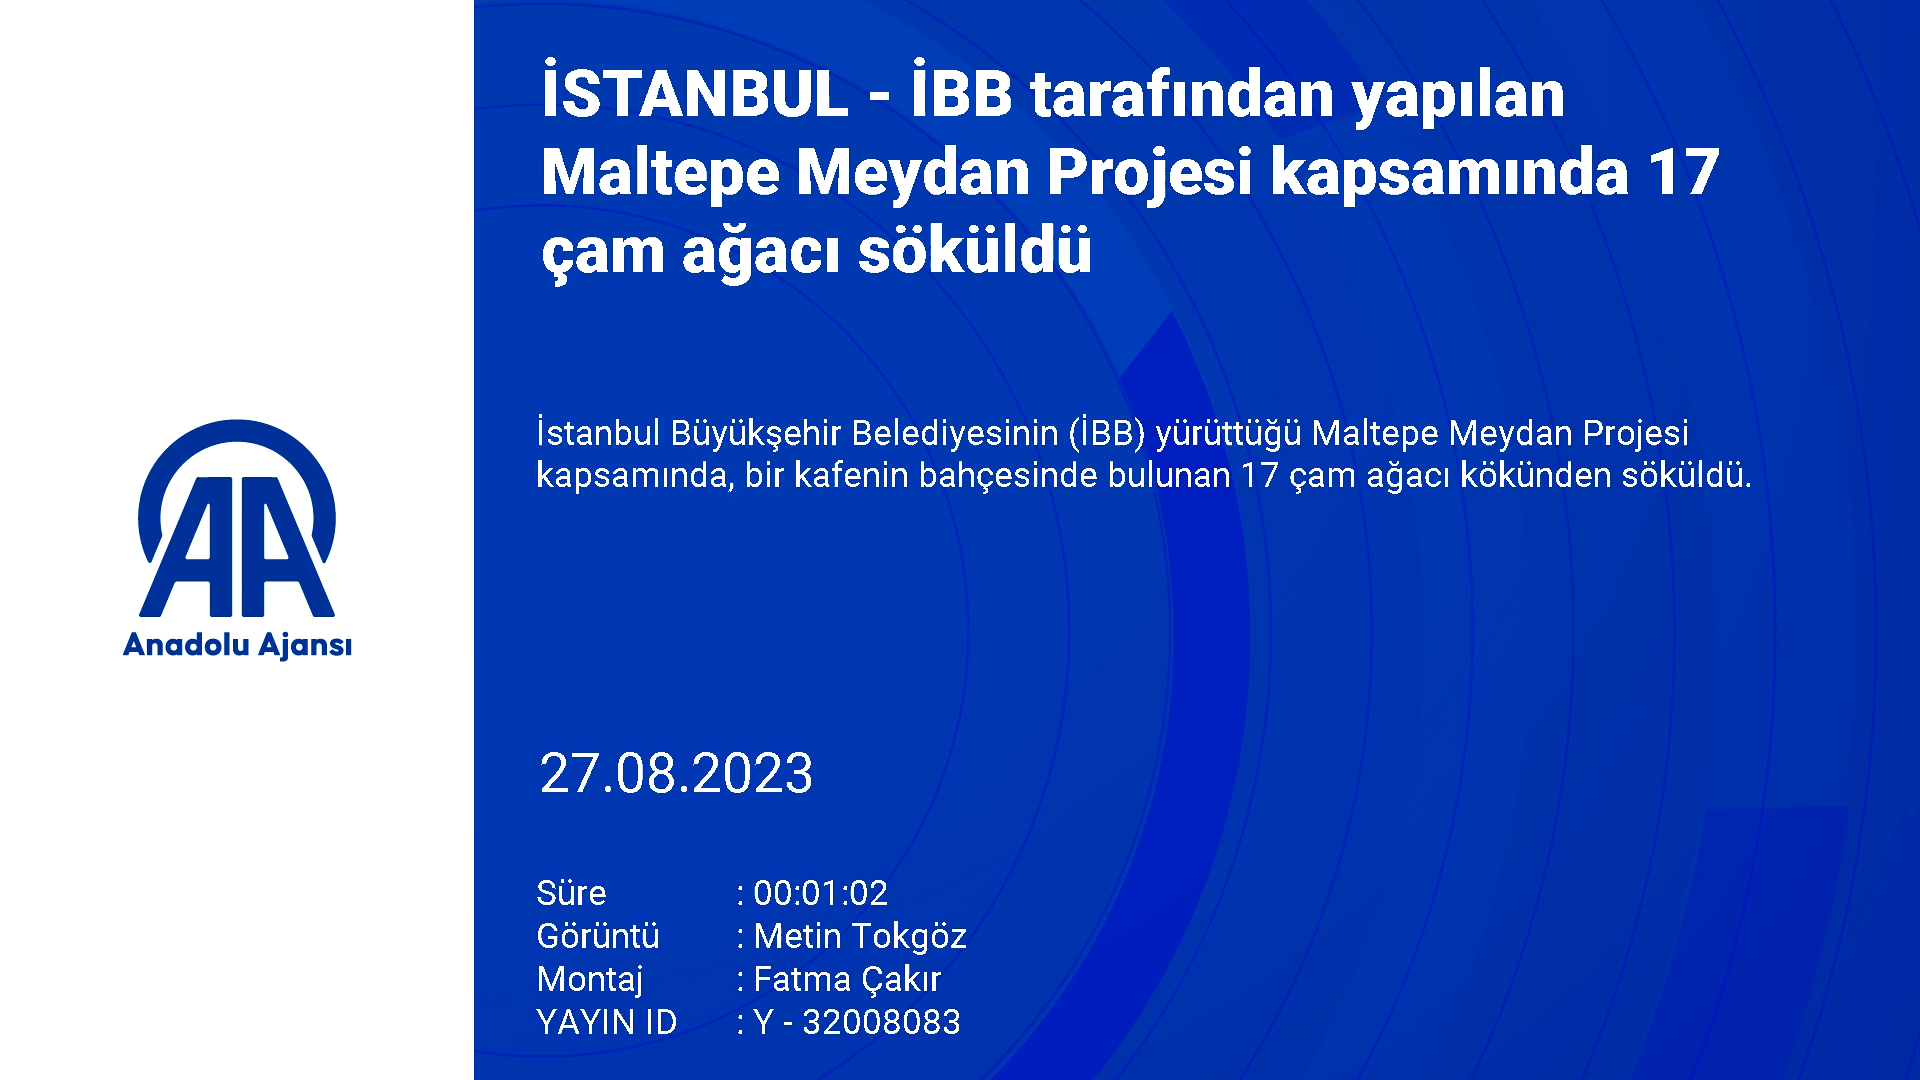 İSTANBUL - İBB tarafından yapılan
Maltepe Meydan Projesi kapsamında 17
çam ağacı söküldü
İstanbul Büyükşehir Belediyesinin (İBB) yürüttüğü Maltepe Meydan Projesi
kapsamında, bir kafenin bahçesinde bulunan 17 çam ağacı kökünden söküldü.
AA
Anadolu Ajansı
27.08.2023
Süre : 00:01:02
Görüntü : Metin Tokgöz
Montaj : Fatma Çakır
YAYIN ID : Y - 32008083